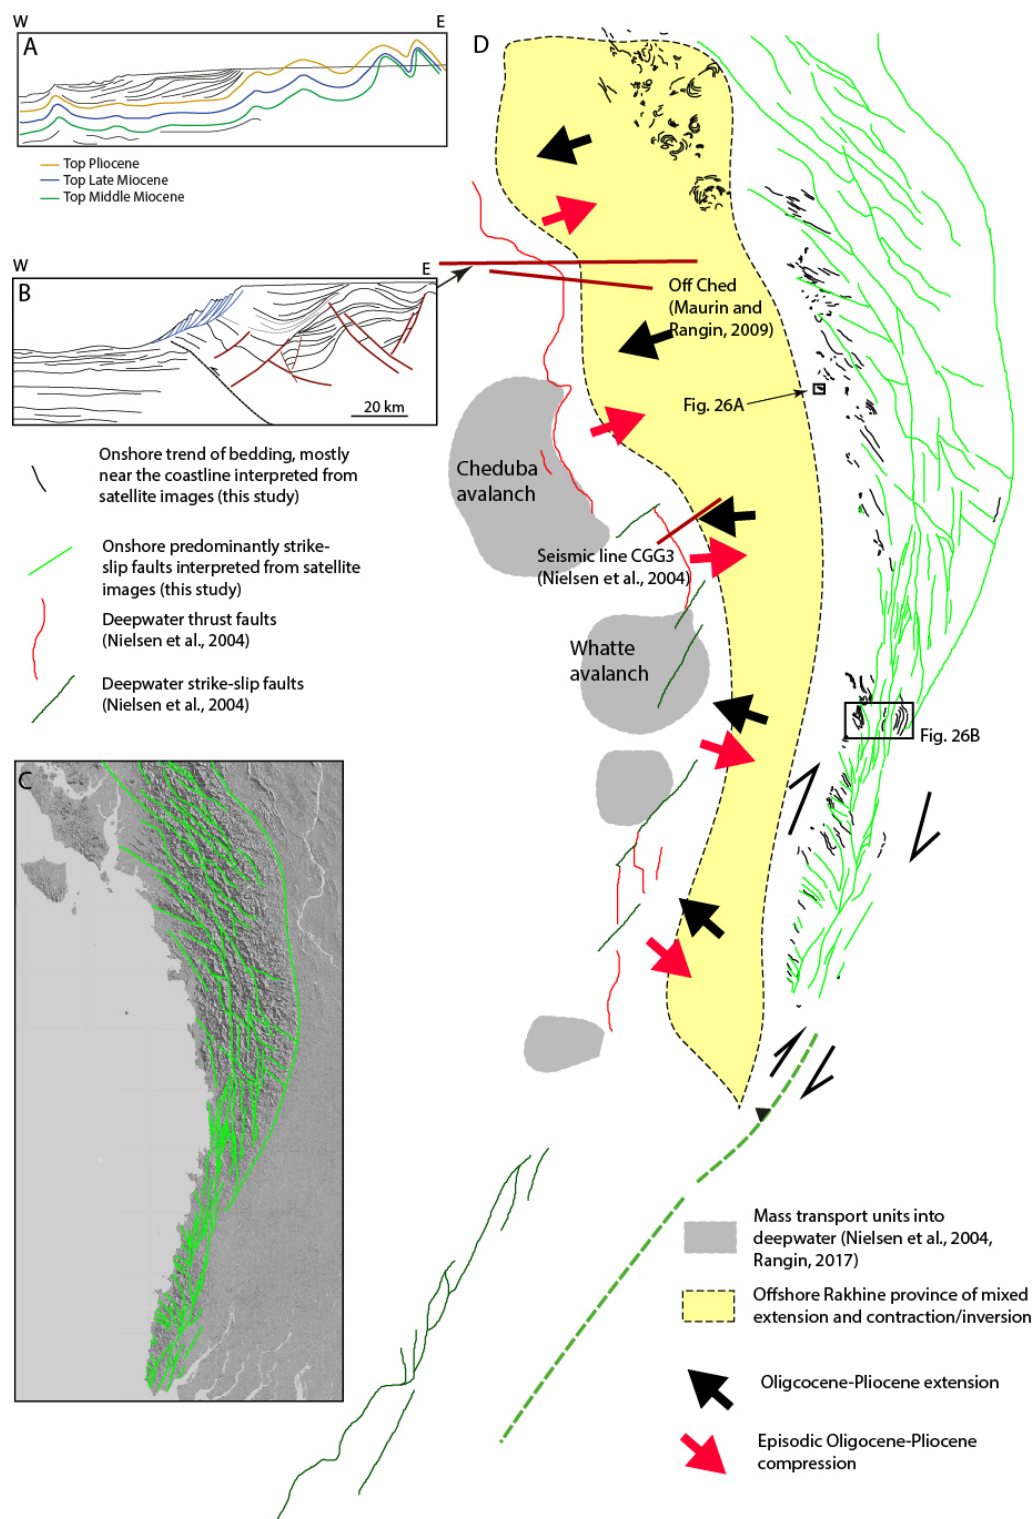 W
E
A
Top Pliocene
Top Late Miocene
Top Middle Miocene
W
E
B
20 km
Onshore trend of bedding, mostly
near the coastline interpreted from
satellite images (this study)
Onshore predominantly strike-
slip faults interpreted from satellite
images (this study)
Deepwater thrust faults
(Nielsen et al., 2004)
Deepwater strike-slip faults
(Nielsen et al., 2004)
C
D
Off Ched
(Maurin and
Rangin, 2009)
Fig. 26A
Cheduba
avalanch
Seismic line CGG3
(Nielsen et al., 2004)
Whatte
avalanch
Fig. 26B
Mass transport units into
deepwater (Nielsen et al., 2004,
Rangin, 2017)
Offshore Rakhine province of mixed
extension and contraction/inversion
Oligcocene-Pliocene extension
Episodic Oligocene-Pliocene
compression